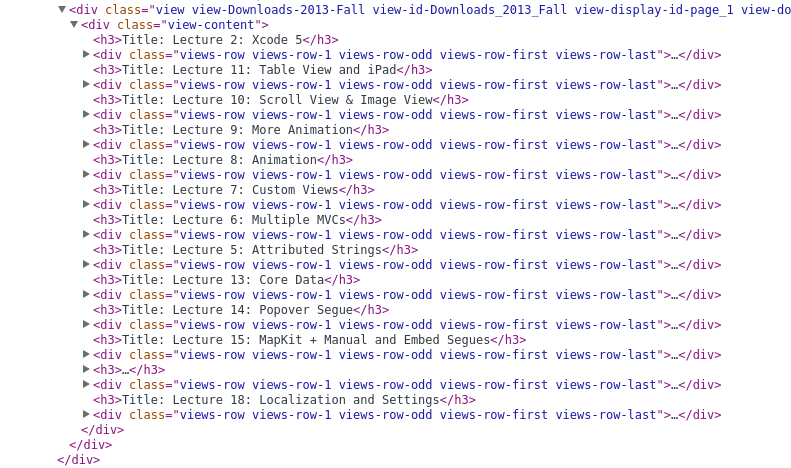 <div class="view view-Downloads-2013-Fall view-id-Downloads_2013_Fall view-display-id-page_1 view-do
<div class="view-content">
<h3>Title: Lecture 2: Xcode 5</h3>
<div class="views-row views-row-1 views-row-odd views-row-first views-row-last">…</div>
<h3>Title: Lecture 11: Table View and iPad</h3>
<div class="views-row views-row-1 views-row-odd views-row-first views-row-last">…</div>
<h3>Title: Lecture 10: Scroll View & Image View</h3>
<div class="views-row views-row-1 views-row-odd views-row-first views-row-last">…</div>
<h3>Title: Lecture 9: More Animation</h3>
<div class="views-row views-row-1 views-row-odd views-row-first views-row-last">…</div>
<h3>Title: Lecture 8: Animation</h3>
<div class="views-row views-row-1 views-row-odd views-row-first views-row-last">…</div>
<h3>Title: Lecture 7: Custom Views</h3>
<div class="views-row views-row-1 views-row-odd views-row-first views-row-last">…</div>
<h3>Title: Lecture 6: Multiple MVCs</h3>
<div class="views-row views-row-1 views-row-odd views-row-first views-row-last">…</div>
<h3>Title: Lecture 5: Attributed Strings</h3>
<div class="views-row views-row-1 views-row-odd views-row-first views-row-last">…</div>
<h3>Title: Lecture 13: Core Data</h3>
<div class="views-row views-row-1 views-row-odd views-row-first views-row-last">…</div>
<h3>Title: Lecture 14: Popover Segue</h3>
<div class="views-row views-row-1 views-row-odd views-row-first views-row-last">…</div>
<h3>Title: Lecture 15: MapKit + Manual and Embed Segues</h3>
<div class="views-row views-row-1 views-row-odd views-row-first views-row-last">…</div>
<h3>…</h3>
<div class="views-row views-row-1 views-row-odd views-row-first views-row-last">…</div>
<h3>Title: Lecture 18: Localization and Settings</h3>
<div class="views-row views-row-1 views-row-odd views-row-first views-row-last">…</div>
</div>
</div>
</div>